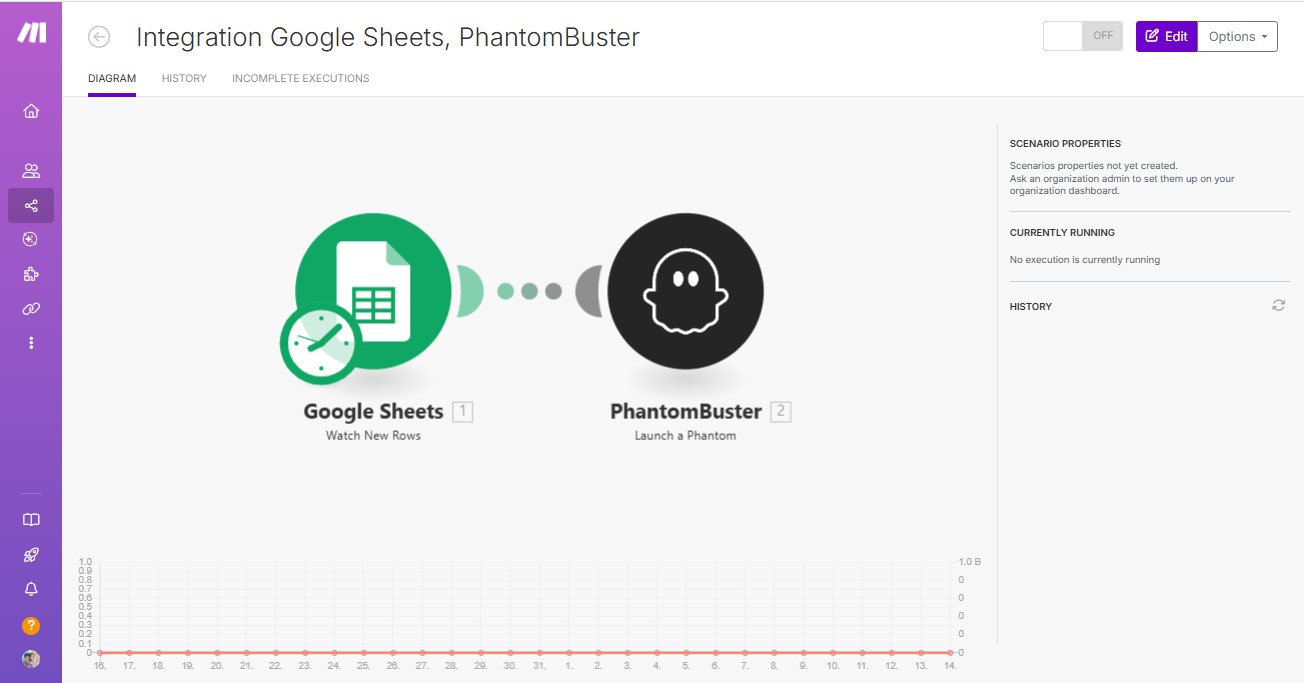 Integration Google Sheets, PhantomBuster
OFF
Edit
Options
DIAGRAM
HISTORY
INCOMPLETE EXECUTIONS
SCENARIO PROPERTIES
Scenarios properties not yet created.
Ask an organization admin to set them up on your
organization dashboard.
CURRENTLY RUNNING
No execution is currently running
HISTORY
Google Sheets 1
Watch New Rows
PhantomBuster 2
Launch a Phantom
?
1.0
0.9
0.8
0.7
0.6
0.5
0.4
0.3
0.2
0.1
0
1.0 B
0
0
0
0
0
16. 17. 18. 19. 20. 21. 22. 23. 24. 25. 26. 27. 28. 29. 30. 31. 1. 2. 3. 4. 5. 6. 7. 8. 9. 10. 11. 12. 13. 14.